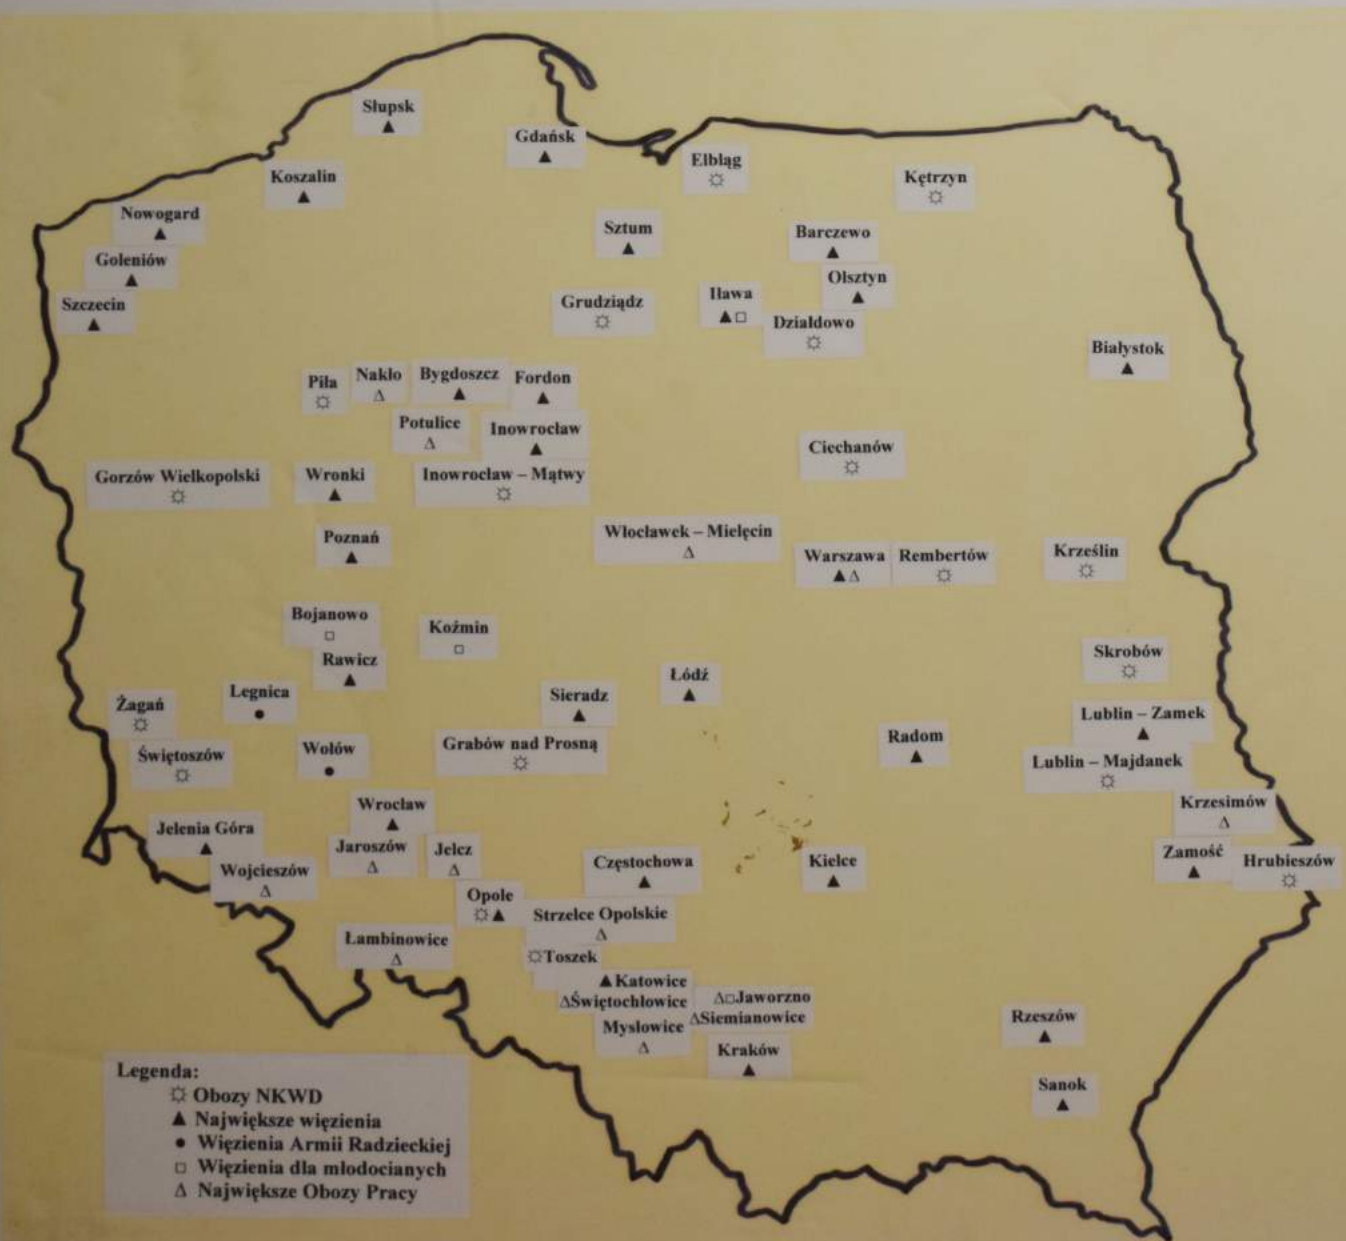 Słupsk
▲
Gdańsk
▲
Elbląg
☼
Koszalin
▲
Kętrzyn
☼
Nowogard
▲
Sztum
▲
Barczewo
▲
Goleniów
▲
Olsztyn
▲
Szczecin
▲
Grudziądz
☼
Iława
▲□
Działdowo
☼
Białystok
▲
Piła
☼
Nakło
Δ
Bygdoszcz
▲
Fordon
▲
Potulice
Δ
Inowrocław
▲
Ciechanów
☼
Gorzów Wielkopolski
☼
Wronki
▲
Inowrocław – Mątwy
☼
Poznań
▲
Włocławek – Mielęcin
Δ
Warszawa
▲Δ
Rembertów
☼
Krześlin
☼
Bojanowo
□
Koźmin
□
Rawicz
▲
Skrobów
☼
Żagań
☼
Legnica
●
Sieradz
▲
Łódź
▲
Lublin – Zamek
▲
Świętoszów
☼
Wołów
●
Grabów nad Prosną
☼
Radom
▲
Lublin – Majdanek
☼
Wrocław
▲
Krzesimów
Δ
Jelenia Góra
▲
Jaroszów
Δ
Jelcz
Δ
Wojcieszów
Δ
Częstochowa
▲
Kielce
▲
Zamość
▲
Hrubieszów
☼
Opole
☼▲
Strzelce Opolskie
Δ
Łambinowice
Δ
☼Toszek
▲Katowice
ΔŚwiętochłowice
Δ□Jaworzno
ΔSiemianowice
Mysłowice
Δ
Kraków
▲
Rzeszów
▲
Sanok
▲
Legenda:
☼ Obozy NKWD
▲ Największe więzienia
● Więzienia Armii Radzieckiej
□ Więzienia dla młodocianych
Δ Największe Obozy Pracy